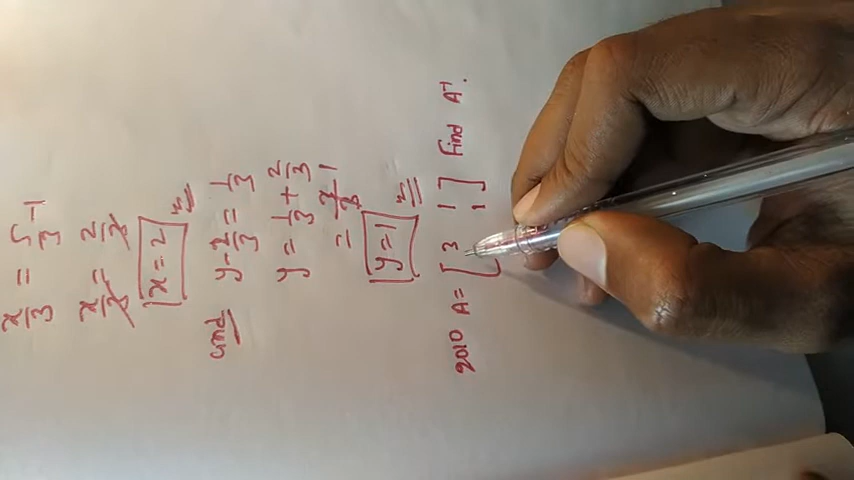 x/3 = 5/3 - 1
x/3 = 2/3
x = 2
and y - 2/3 = 1/3
y = 1/3 + 2/3
= 3/3 1
y = 1
2010 A = [ 3 1 1 ] Find A⁻¹.